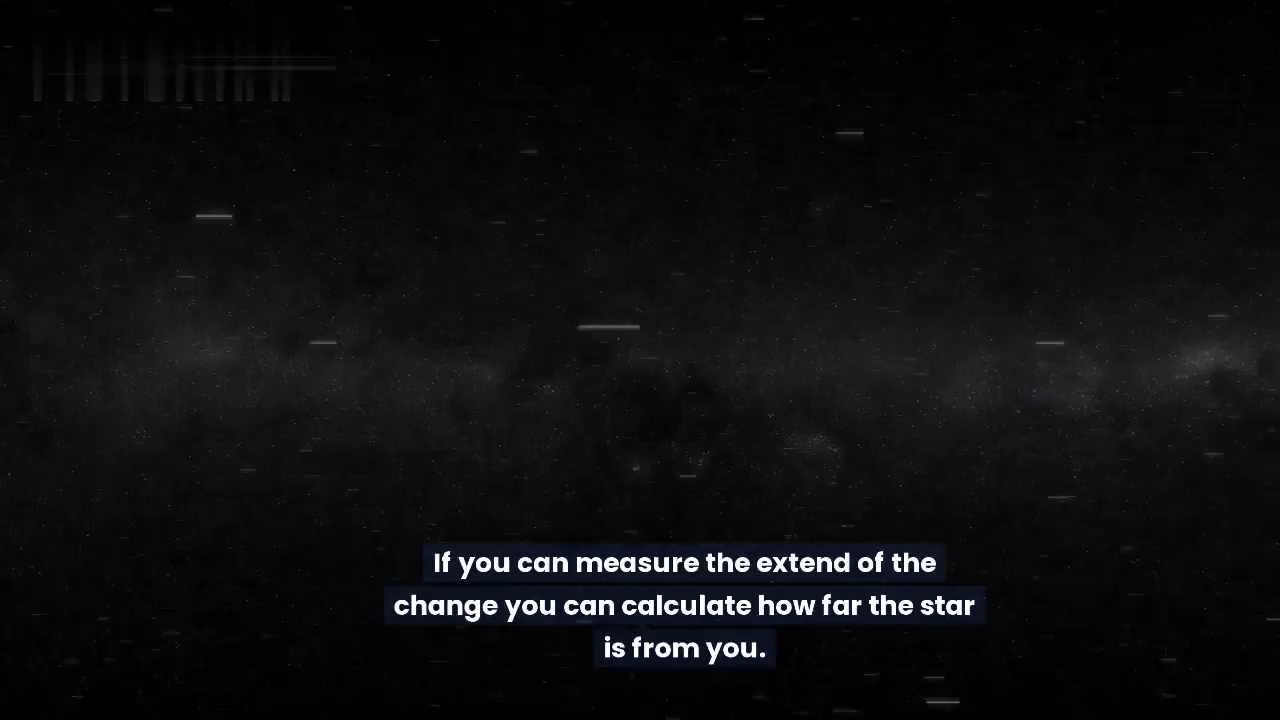 If you can measure the extend of the
change you can calculate how far the star
is from you.